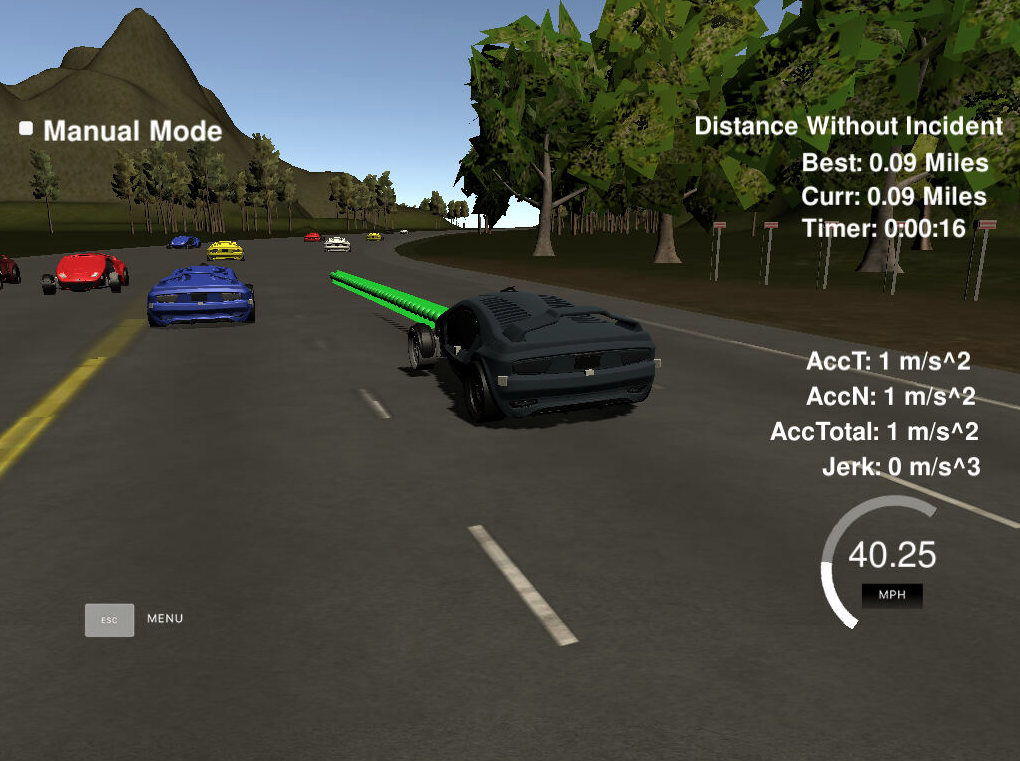 Manual Mode
Distance Without Incident
Best: 0.09 Miles
Curr: 0.09 Miles
Timer: 0:00:16
AccT: 1 m/s^2
AccN: 1 m/s^2
AccTotal: 1 m/s^2
Jerk: 0 m/s^3
40.25
MPH
ESC MENU